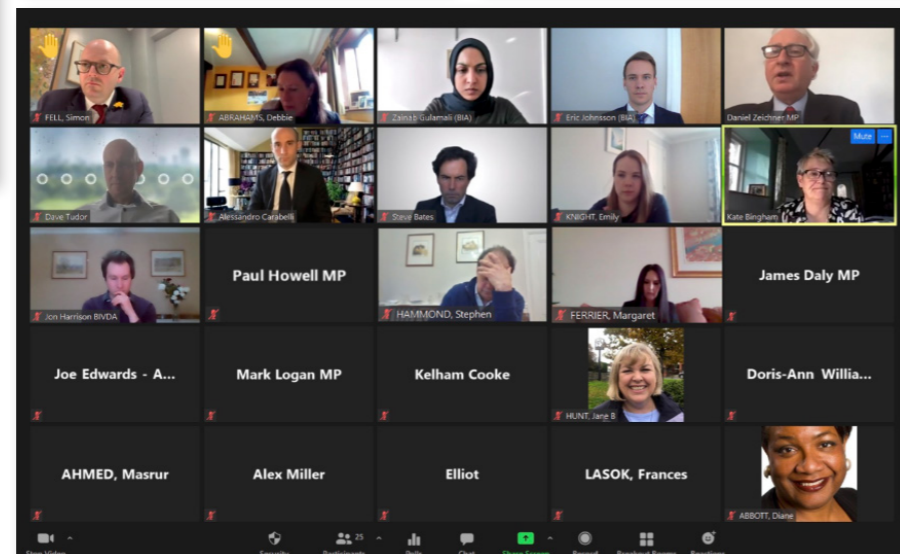 FELL, Simon
ABRAHAMS, Debbie
Zainab Gulamali (BIA)
Eric Johnsson (BIA)
Daniel Zeichner MP
Dave Tudor
Alessandro Carabelli
Steve Bates
KNIGHT, Emily
Mute
Kate Bingham
Jon Harrison BIVDA
Paul Howell MP
HAMMOND, Stephen
FERRIER, Margaret
James Daly MP
Joe Edwards - A...
Mark Logan MP
Kelham Cooke
HUNT, Jane B
Doris-Ann Willia...
AHMED, Masrur
Alex Miller
Elliot
LASOK, Frances
ABBOTT, Diane
25
Stop Video
Security
Participants
Polls
Chat
Share Screen
Record
Breakout Rooms
Reactions